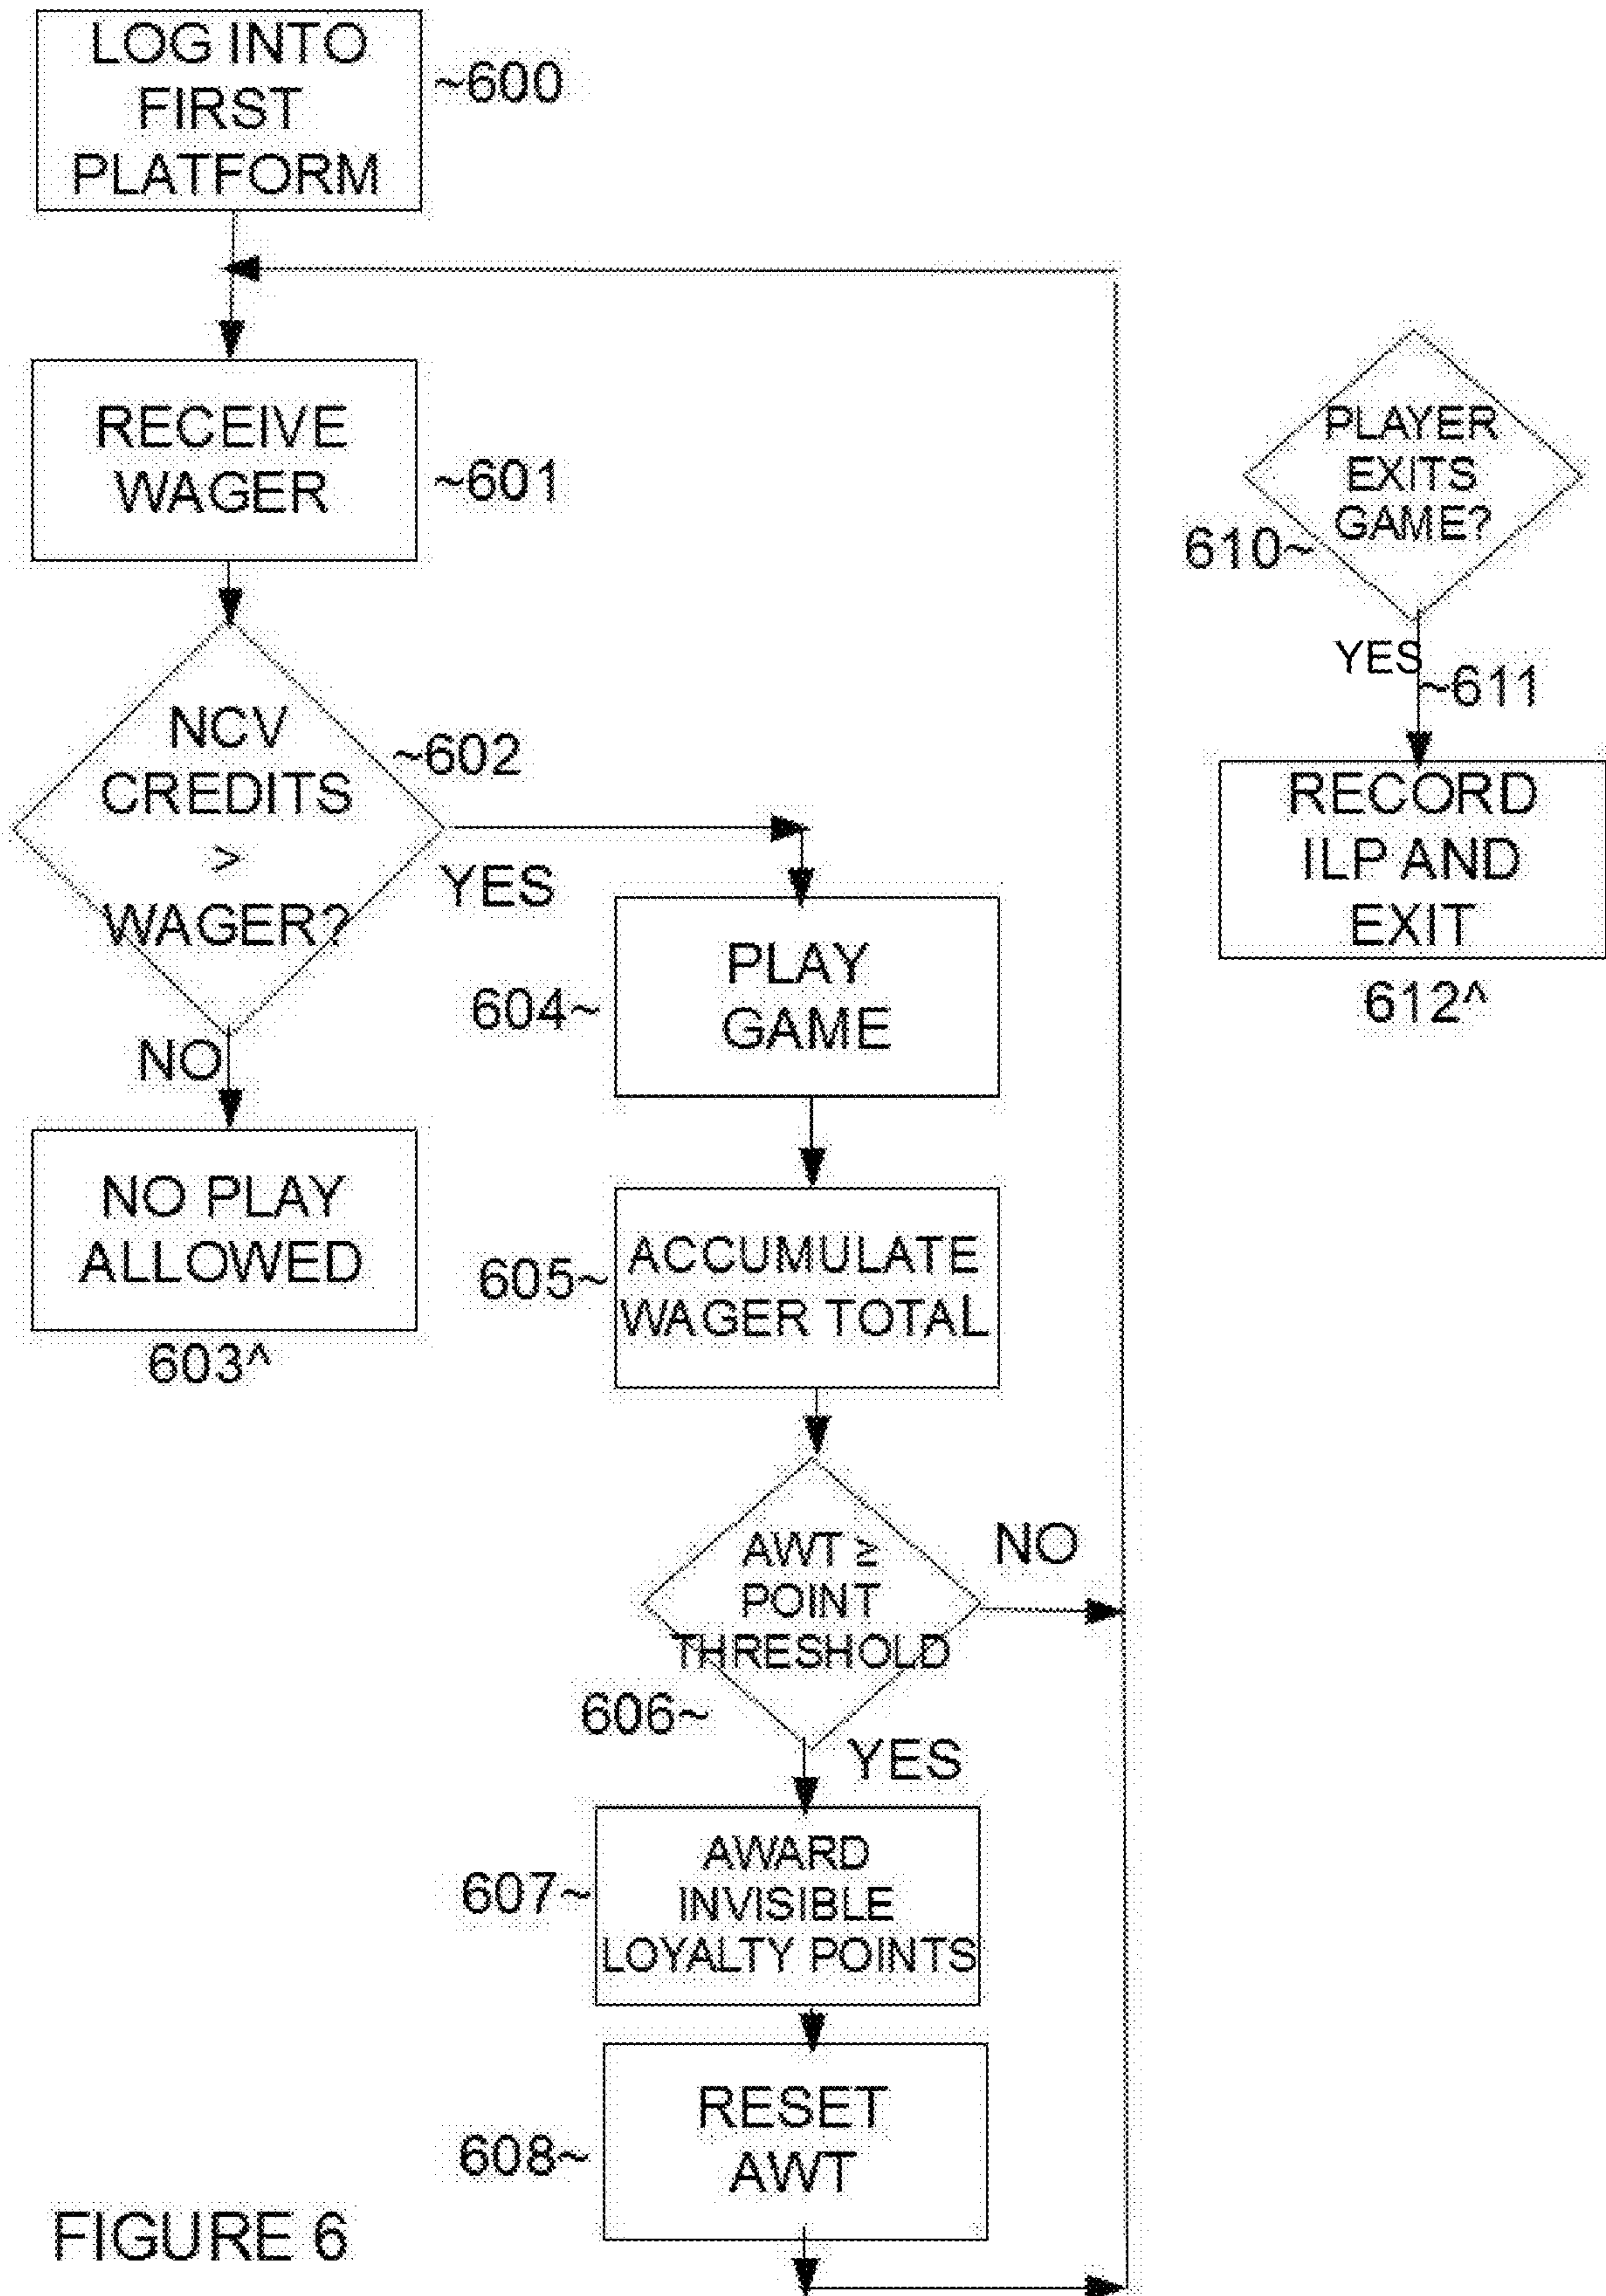 LOG INTO
FIRST
PLATFORM
~600
RECEIVE
WAGER
~601
NCV
CREDITS
>
WAGER?
~602
YES
NO
NO PLAY
ALLOWED
603^
PLAY
GAME
604~
ACCUMULATE
WAGER TOTAL
605~
AWT ≥
POINT
THRESHOLD
606~
NO
YES
AWARD
INVISIBLE
LOYALTY POINTS
607~
RESET
AWT
608~
PLAYER
EXITS
GAME?
610~
YES
~611
RECORD
ILP AND
EXIT
612^
FIGURE 6